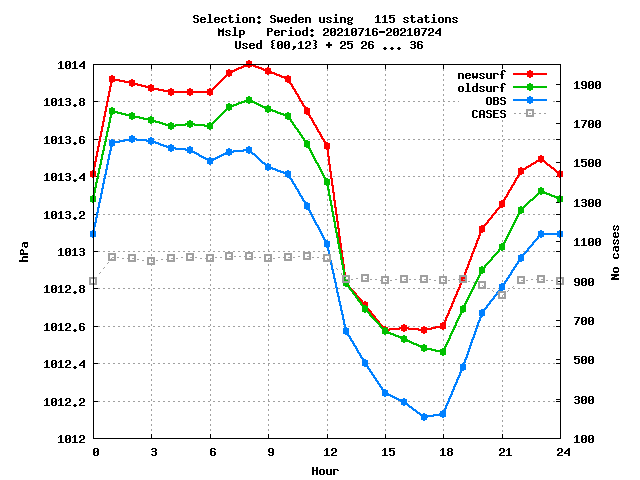 Selection: Sweden using   115 stations
Mslp   Period: 20210716-20210724
Used {00,12} + 25 26 ... 36
newsurf
oldsurf
OBS
CASES
1014
1013.8
1013.6
1013.4
1013.2
1013
1012.8
1012.6
1012.4
1012.2
1012
hPa
1900
1700
1500
1300
1100
900
700
500
300
100
No cases
0 3 6 9 12 15 18 21 24
Hour